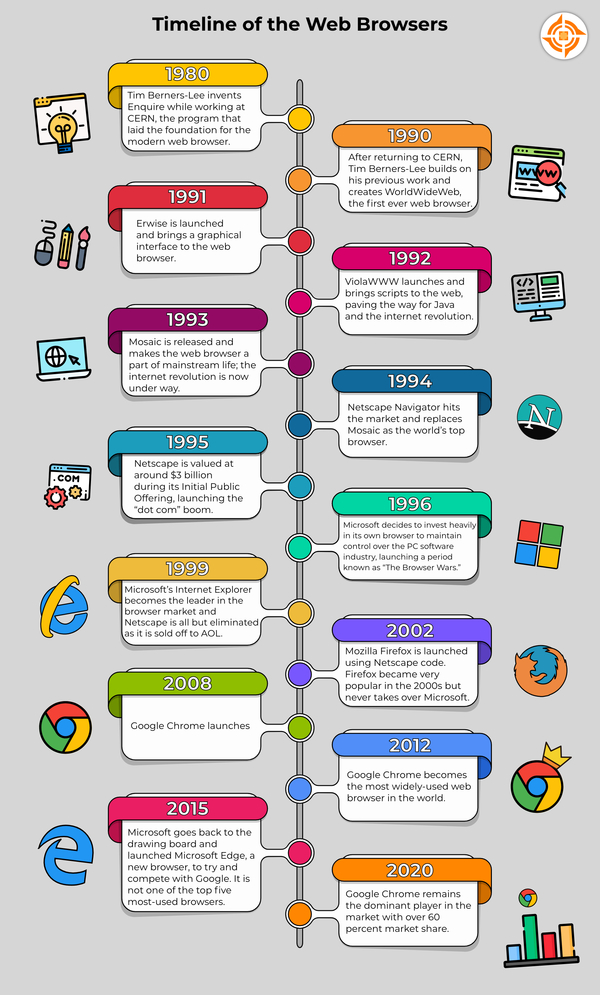 Timeline of the Web Browsers
1980
Tim Berners-Lee invents
Enquire while working at
CERN, the program that
laid the foundation for the
modern web browser.
1990
After returning to CERN,
Tim Berners-Lee builds on
his previous work and
creates WorldWideWeb,
the first ever web browser.
WWW
1991
Erwise is launched
and brings a graphical
interface to the web
browser.
1992
ViolaWWW launches and
brings scripts to the web,
paving the way for Java
and the internet revolution.
</>
1993
Mosaic is released and
makes the web browser a
part of mainstream life; the
internet revolution is now
under way.
1994
Netscape Navigator hits
the market and replaces
Mosaic as the world's top
browser.
N
1995
Netscape is valued at
around $3 billion
during its Initial Public
Offering, launching the
"dot com" boom.
.COM
1996
Microsoft decides to invest heavily
in its own browser to maintain
control over the PC software
industry, launching a period
known as "The Browser Wars."
1999
Microsoft's Internet Explorer
becomes the leader in the
browser market and
Netscape is all but eliminated
as it is sold off to AOL.
2002
Mozilla Firefox is launched
using Netscape code.
Firefox became very
popular in the 2000s but
never takes over Microsoft.
2008
Google Chrome launches
2012
Google Chrome becomes
the most widely-used web
browser in the world.
2015
Microsoft goes back to the
drawing board and
launched Microsoft Edge, a
new browser, to try and
compete with Google. It is
not one of the top five
most-used browsers.
2020
Google Chrome remains
the dominant player in the
market with over 60
percent market share.